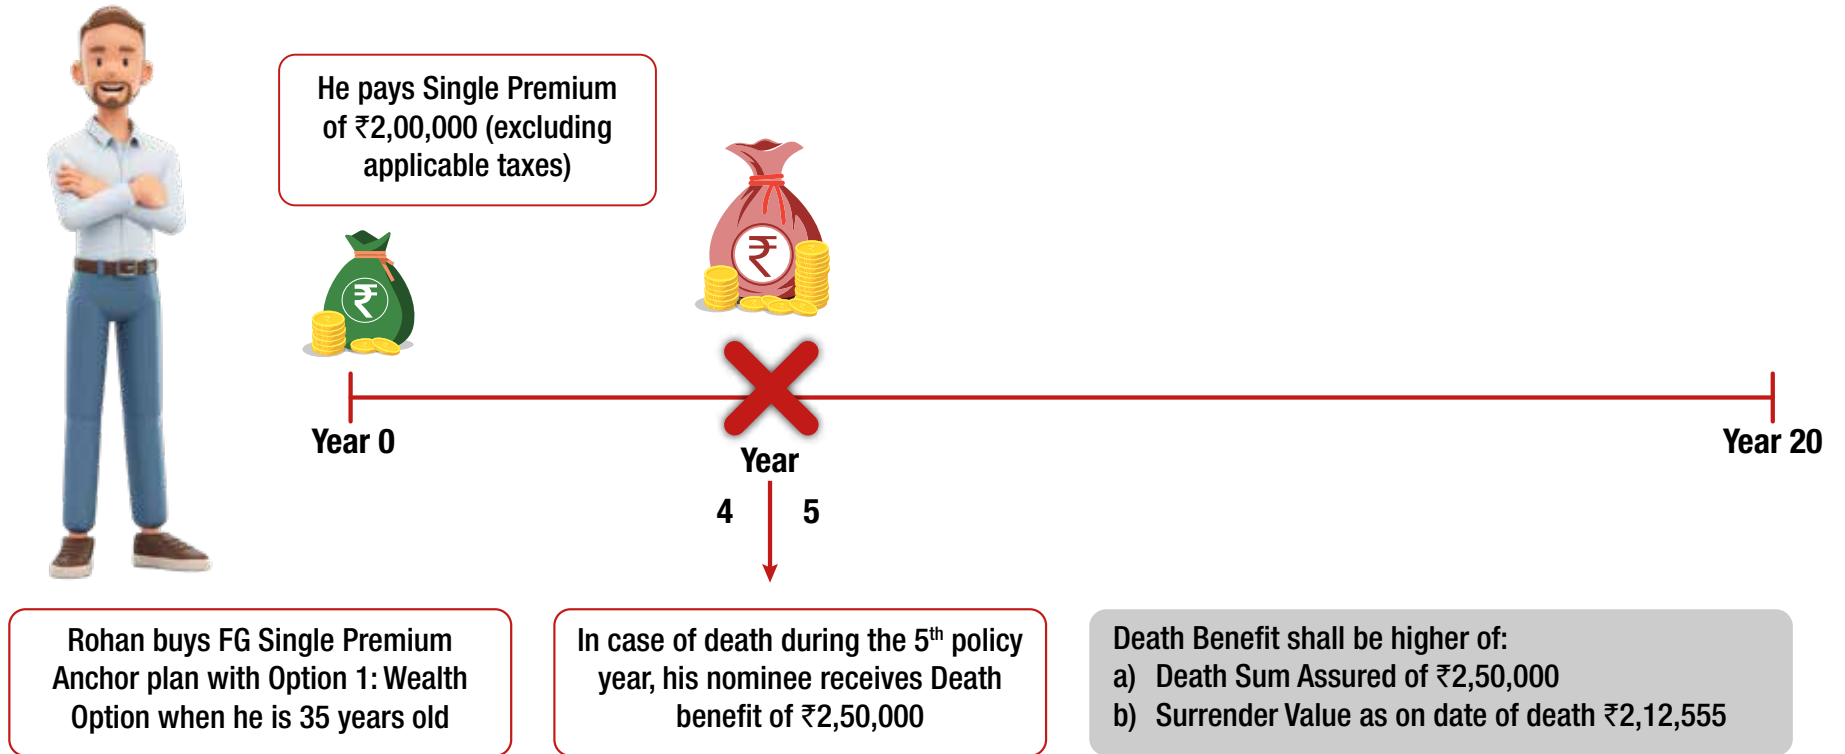 He pays Single Premium
of ₹2,00,000 (excluding
applicable taxes)
₹
₹
Year 0
Year
4 5
Year 20
Rohan buys FG Single Premium
Anchor plan with Option 1: Wealth
Option when he is 35 years old
In case of death during the 5th policy
year, his nominee receives Death
benefit of ₹2,50,000
Death Benefit shall be higher of:
a) Death Sum Assured of ₹2,50,000
b) Surrender Value as on date of death ₹2,12,555